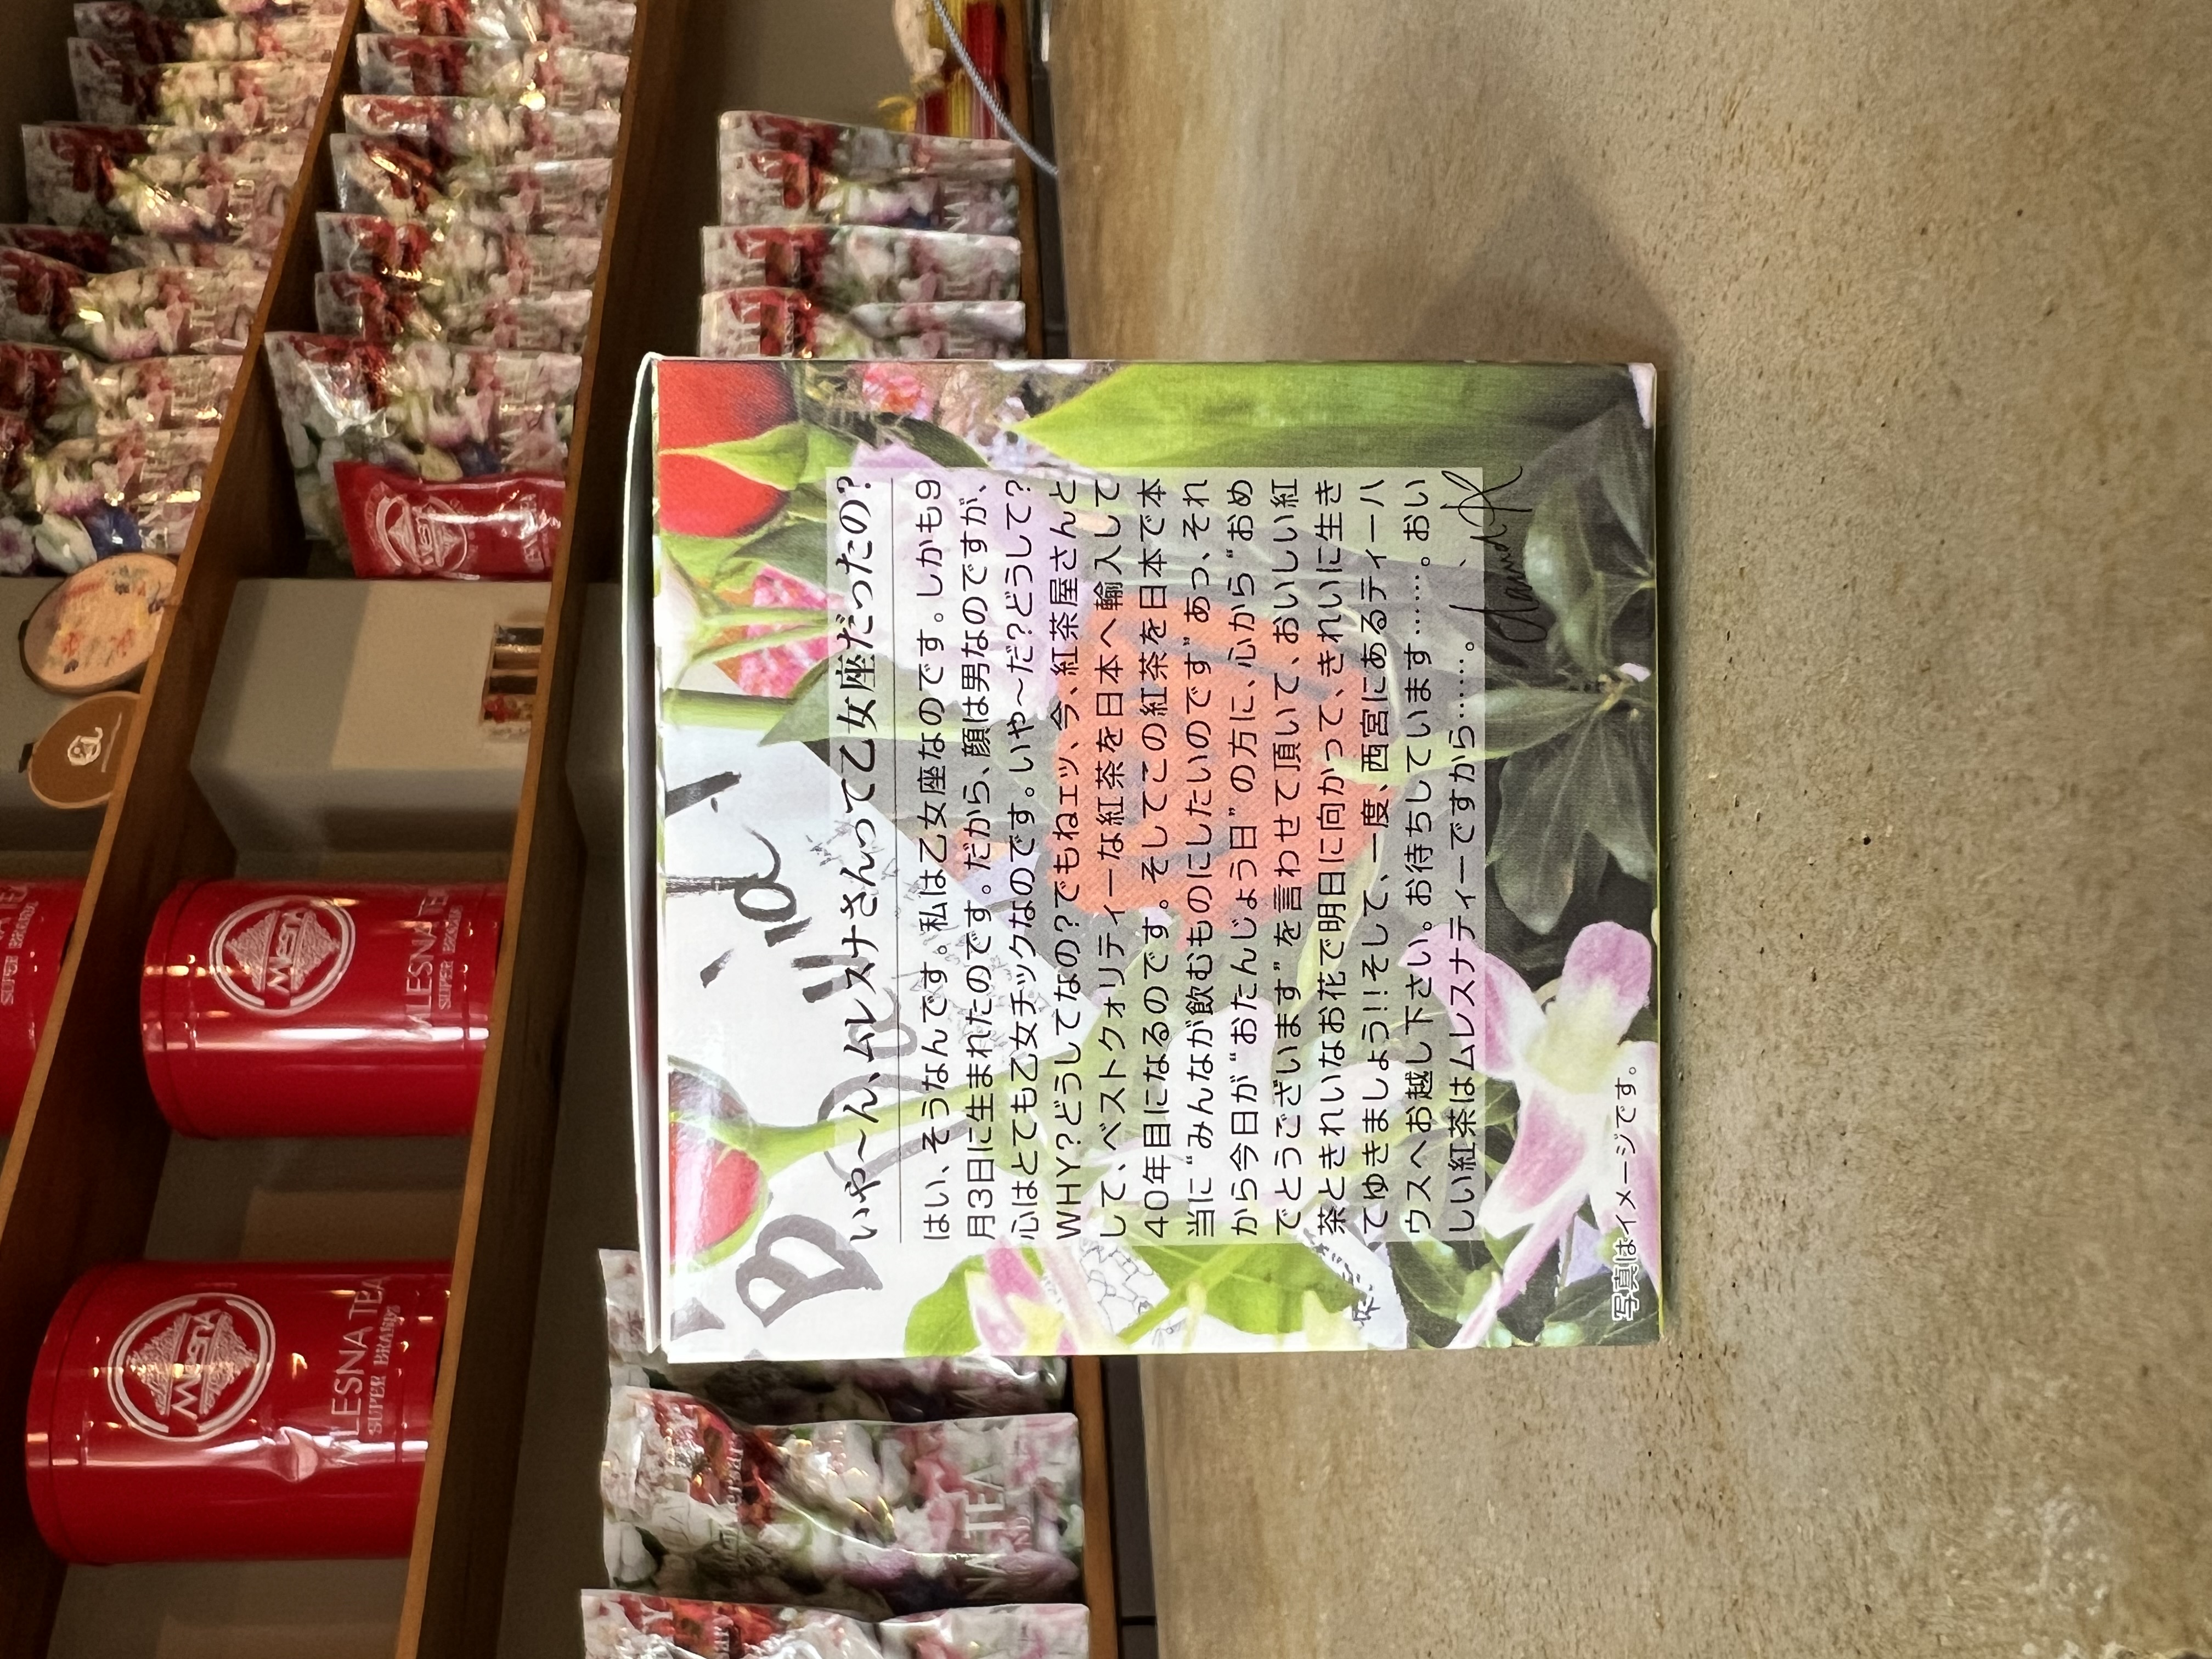 いや〜ん、ムレスナさんって乙女座だったの?
はい、そうなんです。私は乙女座なのです。しかも9
月3日に生まれたのです。だから、顔は男なのですが、
心はとても乙女チックなのです。いや〜だ?どうして?
WHY?どうしてなの?でもねェッ、今、紅茶屋さんと
して、ベストクォリティーな紅茶を日本へ輸入して
40年目になるのです。そしてこの紅茶を日本で本
当に“みんなが飲むものにしたいのです”あっ、それ
から今日が“おたんじょう日”の方に、心から“おめ
でとうございます”を言わせて頂いて、おいしい紅
茶ときれいなお花で明日に向かって、きれいに生き
てゆきましょう!!そして、一度、西宮にあるティーハ
ウスへお越し下さい。お待ちしています……。おい
しい紅茶はムレスナティーですから……。
写真はイメージです。
MLESNA
MLESNA TEA
SUPER BRANDS
MLESNA
MLESNA TEA
SUPER BRANDS
SUPER BRANDS
MLESNA
TEA